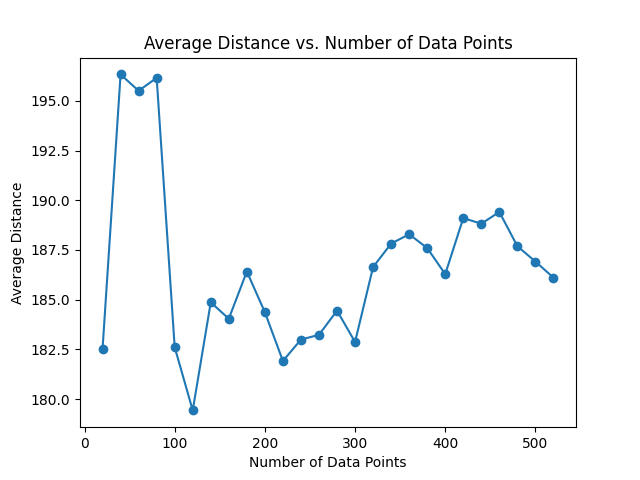 Average Distance vs. Number of Data Points
195.0
192.5
190.0
187.5
185.0
182.5
180.0
Average Distance
0 100 200 300 400 500
Number of Data Points